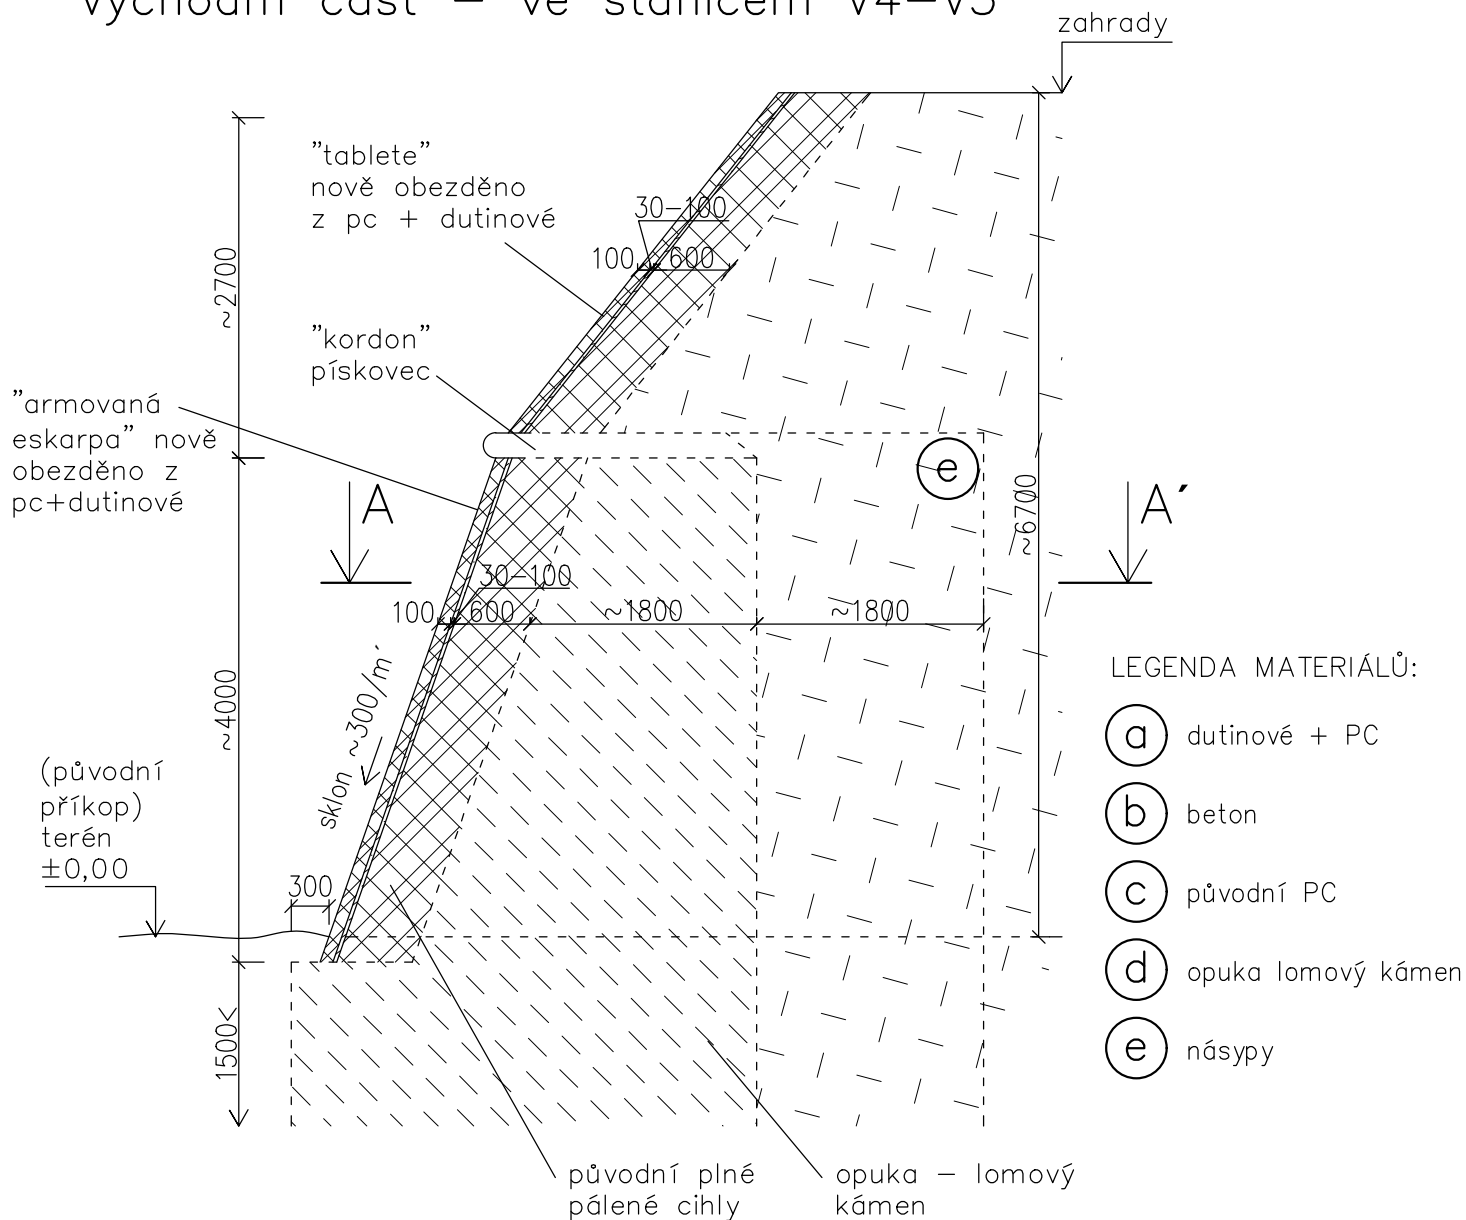 východní část – ve staničení V4–V5
zahrady
"tablete"
nově obezděno
z pc + dutinové
30–100
100
600
~2700
"kordon"
pískovec
"armovaná
eskarpa" nově
obezděno z
pc+dutinové
A
A´
e
~6700
30–100
100
600
~1800
~1800
~4000
sklon ~300/m´
(původní
příkop)
terén
±0,00
300
1500<
LEGENDA MATERIÁLŮ:
a dutinové + PC
b beton
c původní PC
d opuka lomový kámen
e násypy
původní plné
pálené cihly
opuka – lomový
kámen